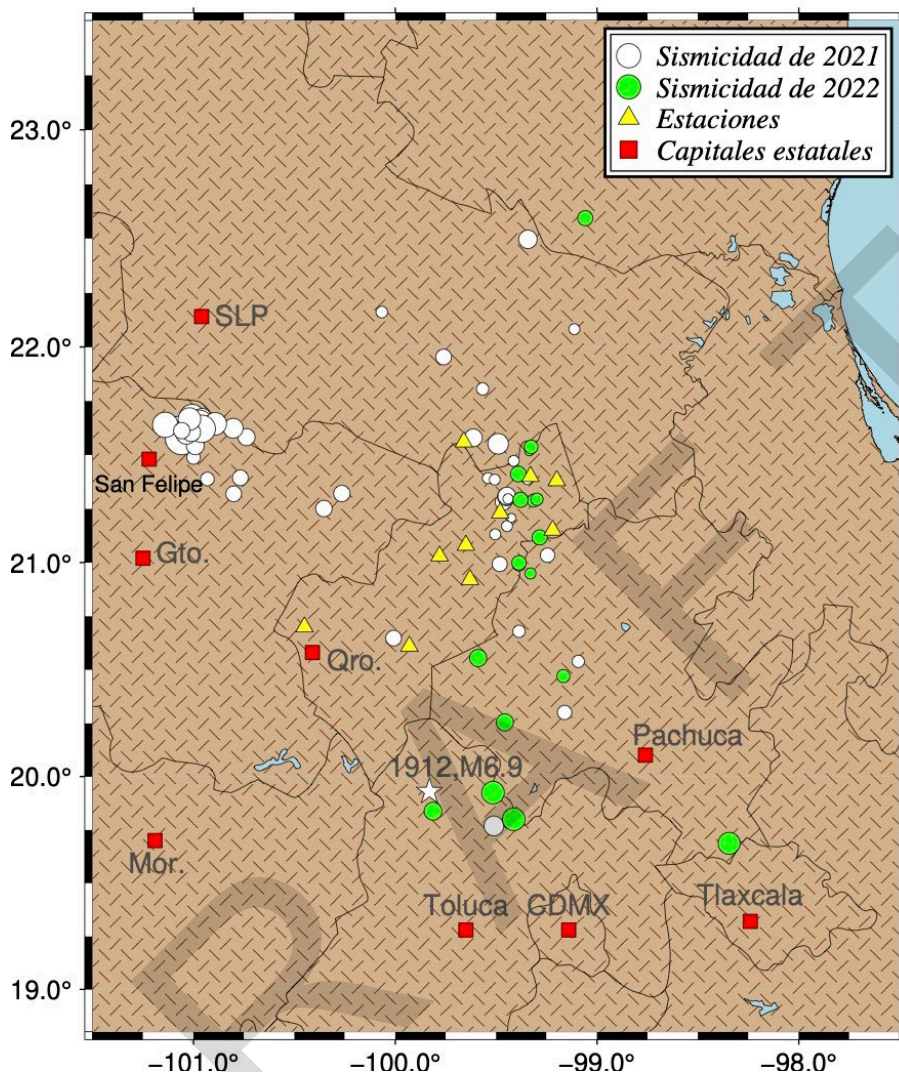 Sismicidad de 2021
Sismicidad de 2022
Estaciones
Capitales estatales
23.0°
22.0°
21.0°
20.0°
19.0°
SLP
San Felipe
Gto.
Qro.
Pachuca
1912,M6.9
Mor.
Toluca
CDMX
Tlaxcala
−101.0°
−100.0°
−99.0°
−98.0°